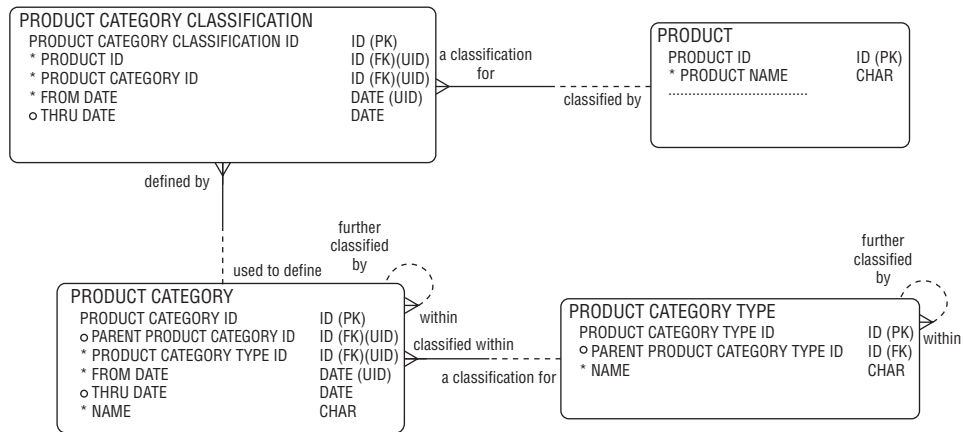 PRODUCT CATEGORY CLASSIFICATION
PRODUCT CATEGORY CLASSIFICATION ID ID (PK)
* PRODUCT ID ID (FK)(UID)
* PRODUCT CATEGORY ID ID (FK)(UID)
* FROM DATE DATE (UID)
o THRU DATE DATE
a classification
for
classified by
PRODUCT
PRODUCT ID ID (PK)
* PRODUCT NAME CHAR
..................................
defined by
used to define
further
classified
by
within
PRODUCT CATEGORY
PRODUCT CATEGORY ID ID (PK)
o PARENT PRODUCT CATEGORY ID ID (FK)(UID)
* PRODUCT CATEGORY TYPE ID ID (FK)(UID)
* FROM DATE DATE (UID)
o THRU DATE DATE
* NAME CHAR
classified within
a classification for
further
classified
by
within
PRODUCT CATEGORY TYPE
PRODUCT CATEGORY TYPE ID ID (PK)
o PARENT PRODUCT CATEGORY TYPE ID ID (FK)
* NAME CHAR